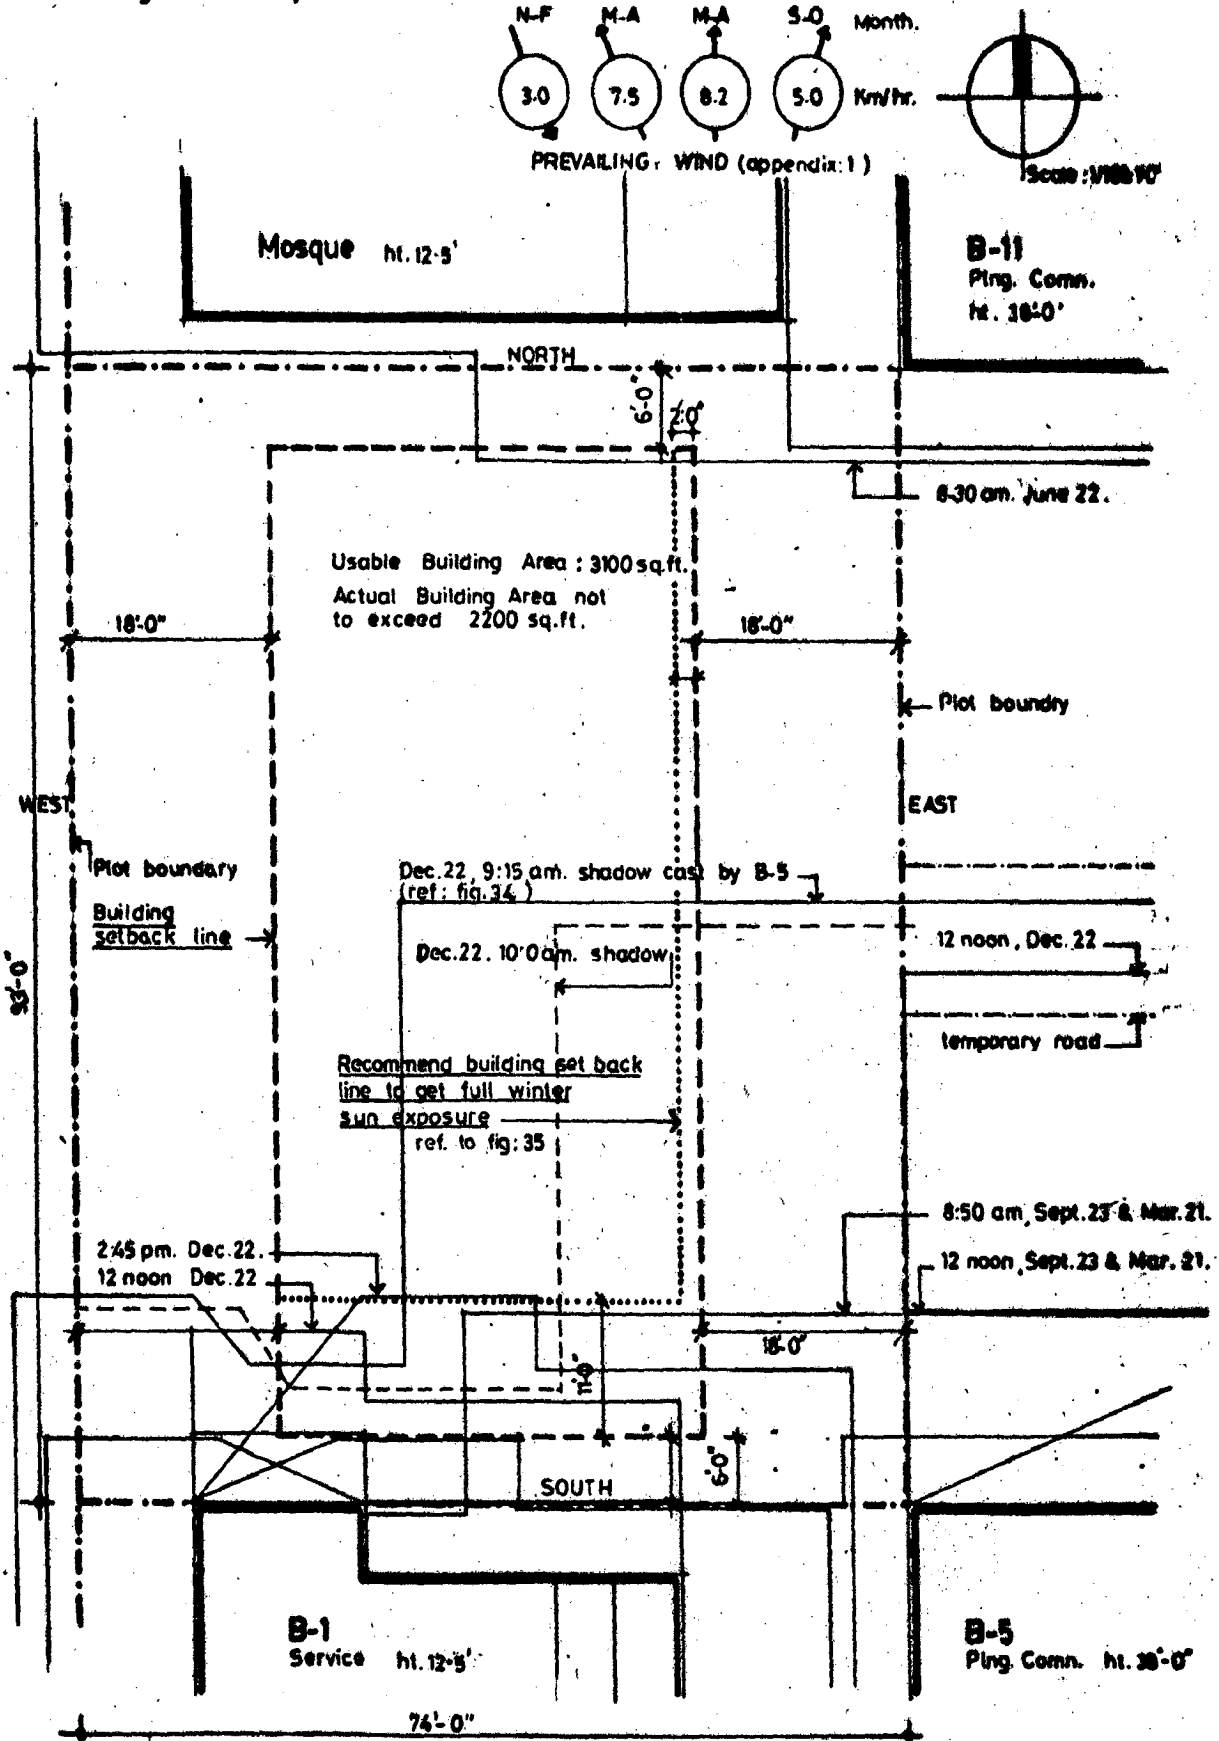 N-F M-A M-A S-O Month.
3.0 7.5 8.2 5.0 Km/hr.
PREVAILING WIND (appendix:1)
Mosque ht. 12·5'
B-11
Plng. Comn.
NORTH
6'-0"
2'.0"
8·30 am. June 22.
Usable Building Area : 3100 sq.ft.
Actual Building Area not
to exceed 2200 sq.ft.
18'-0"
18'-0"
Plot boundry
WEST
EAST
Plot boundary
Building
setback line
Dec. 22, 9:15 am. shadow cast by B-5
(ref: fig. 34)
Dec. 22. 10'0 am. shadow
12 noon, Dec. 22
93'-0"
temporary road
Recommend building set back
line to get full winter
sun exposure
ref. to fig: 35
8:50 am, Sept. 23 & Mar. 21.
12 noon, Sept. 23 & Mar. 21.
2:45 pm. Dec. 22.
12 noon Dec. 22
18'-0"
11'-0"
6'-0"
SOUTH
B-1
Service ht. 12·5'
B-5
Plng. Comn. ht.
74'-0"